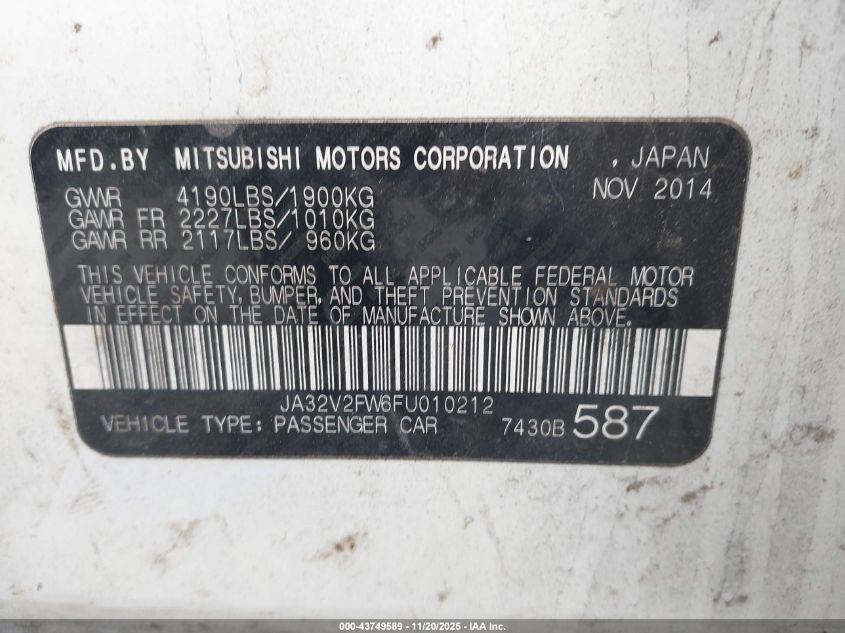 MFD.BY MITSUBISHI MOTORS CORPORATION , JAPAN
GVWR 4190LBS/1900KG NOV 2014
GAWR FR 2227LBS/1010KG
GAWR RR 2117LBS/ 960KG
THIS VEHICLE CONFORMS TO ALL APPLICABLE FEDERAL MOTOR
VEHICLE SAFETY, BUMPER, AND THEFT PREVENTION STANDARDS
IN EFFECT ON THE DATE OF MANUFACTURE SHOWN ABOVE.
JA32V2FW6FU010212
VEHICLE TYPE: PASSENGER CAR 7430B 587
000-43749589 - 11/20/2025 - IAA Inc.